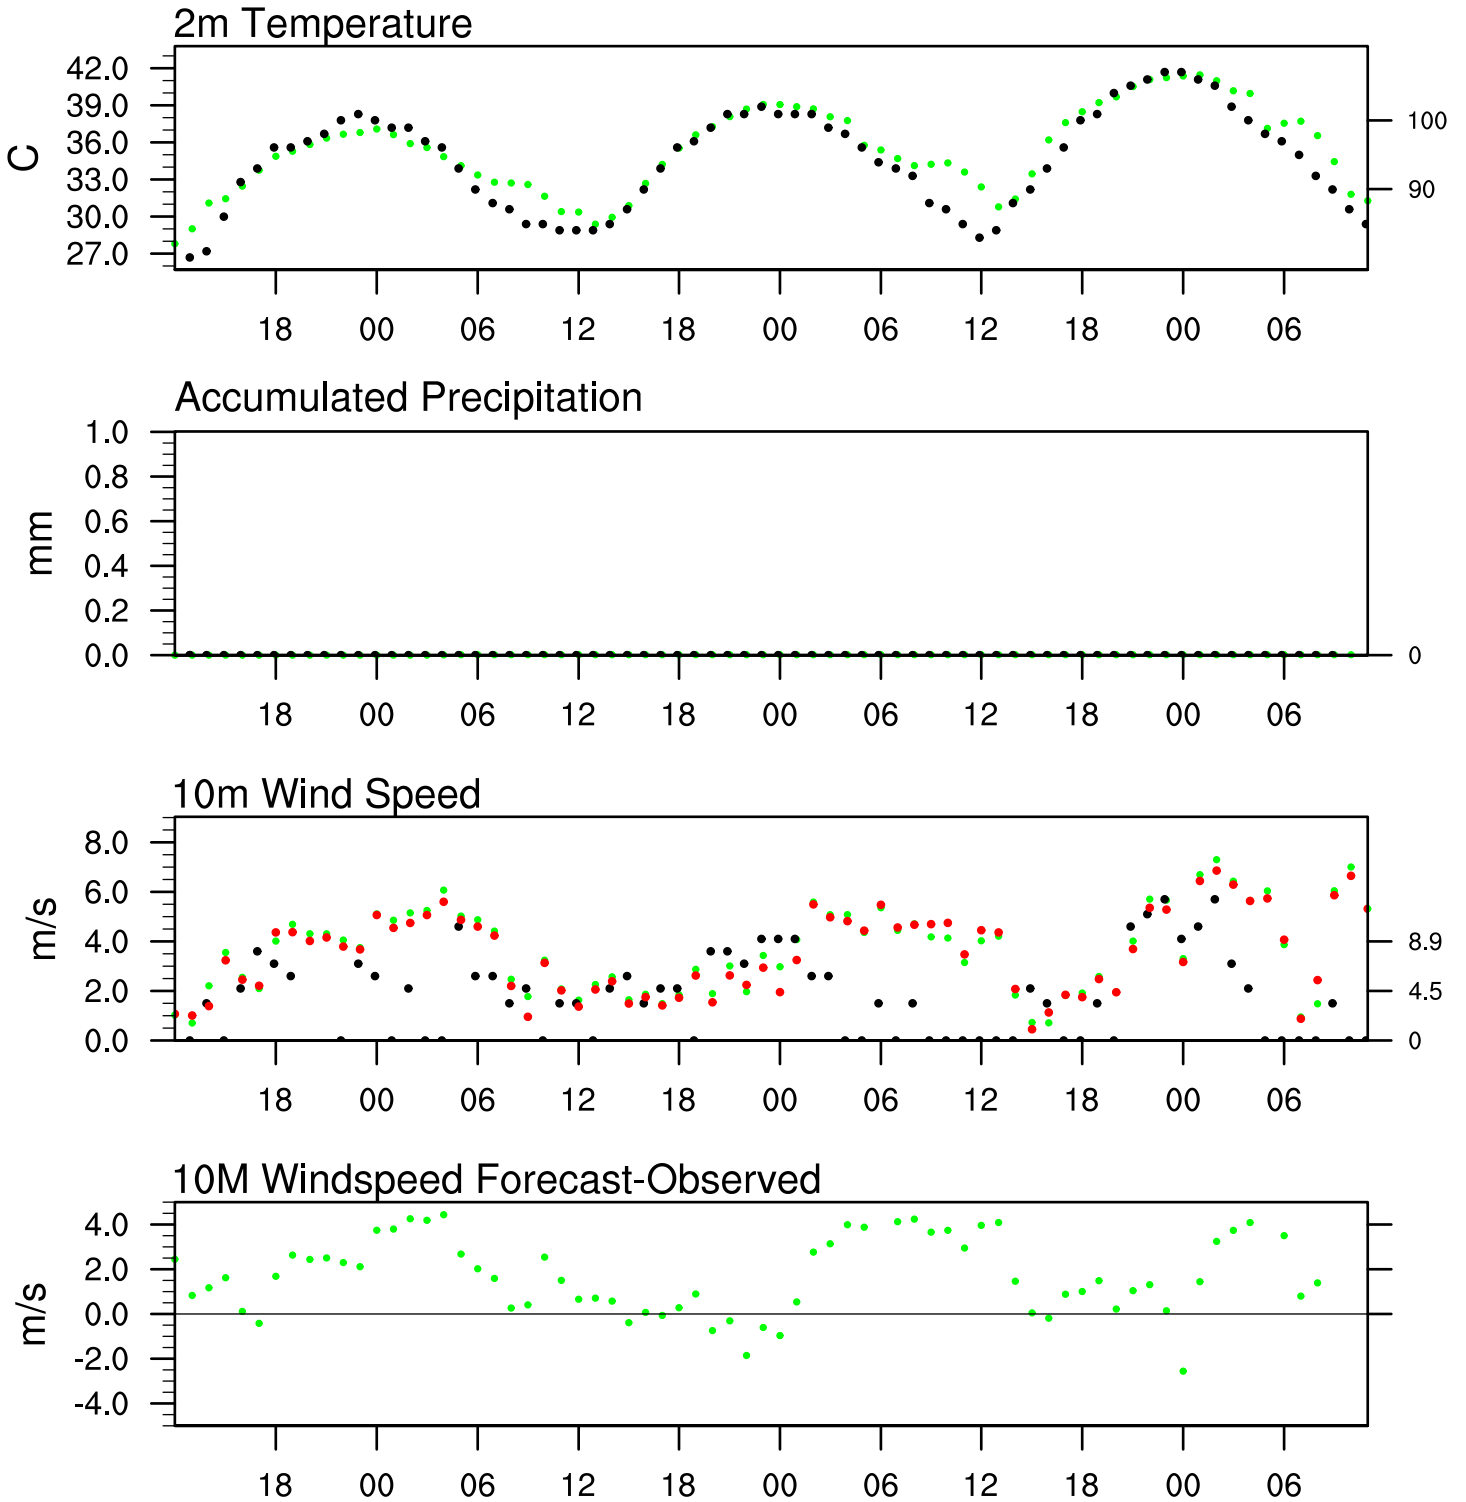 2m Temperature
42.0
39.0
36.0
33.0
30.0
27.0
C
100
90
18 00 06 12 18 00 06 12 18 00 06
Accumulated Precipitation
1.0
0.8
0.6
0.4
0.2
0.0
mm
0
18 00 06 12 18 00 06 12 18 00 06
10m Wind Speed
8.0
6.0
4.0
2.0
0.0
m/s
8.9
4.5
0
18 00 06 12 18 00 06 12 18 00 06
10M Windspeed Forecast-Observed
4.0
2.0
0.0
-2.0
-4.0
m/s
18 00 06 12 18 00 06 12 18 00 06